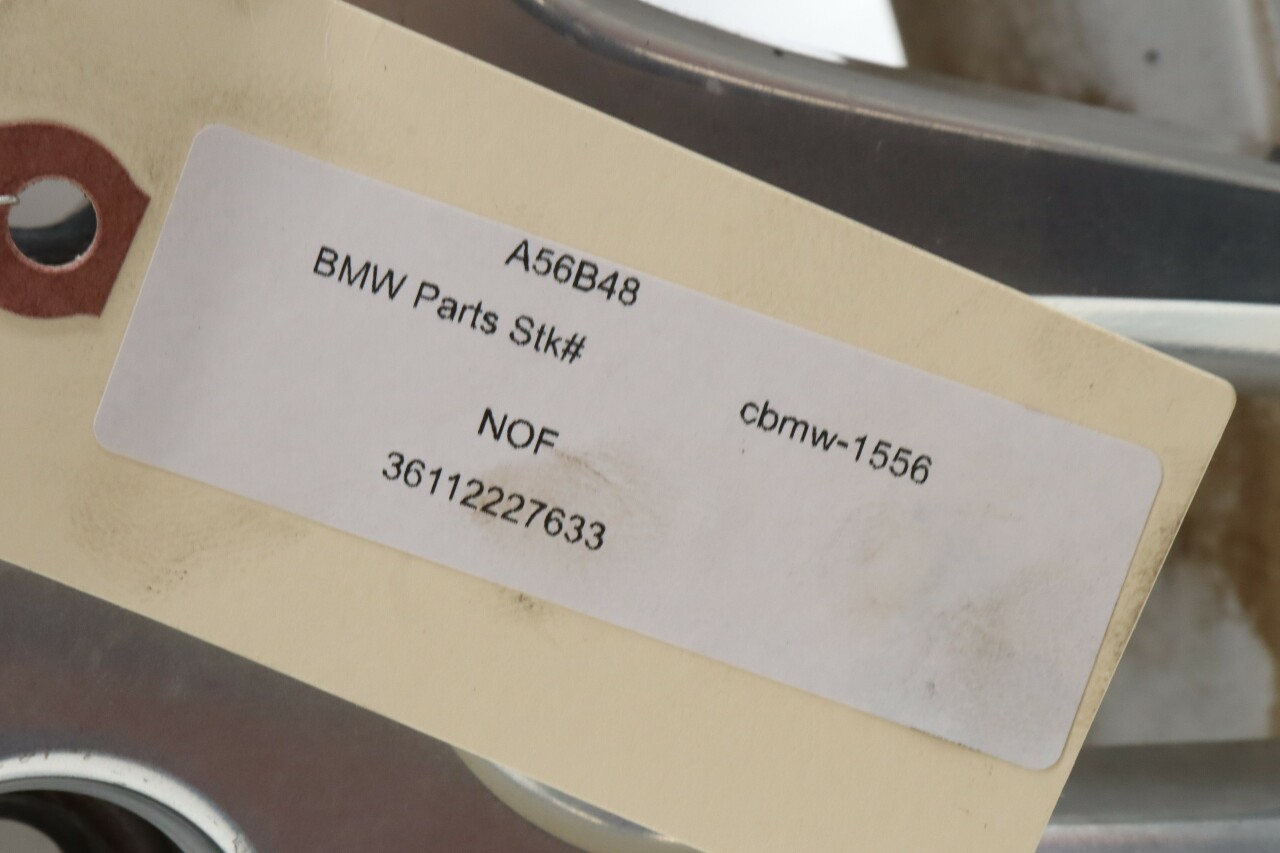 A56B48
BMW Parts Stk#
cbmw-1556
NOF
36112227633